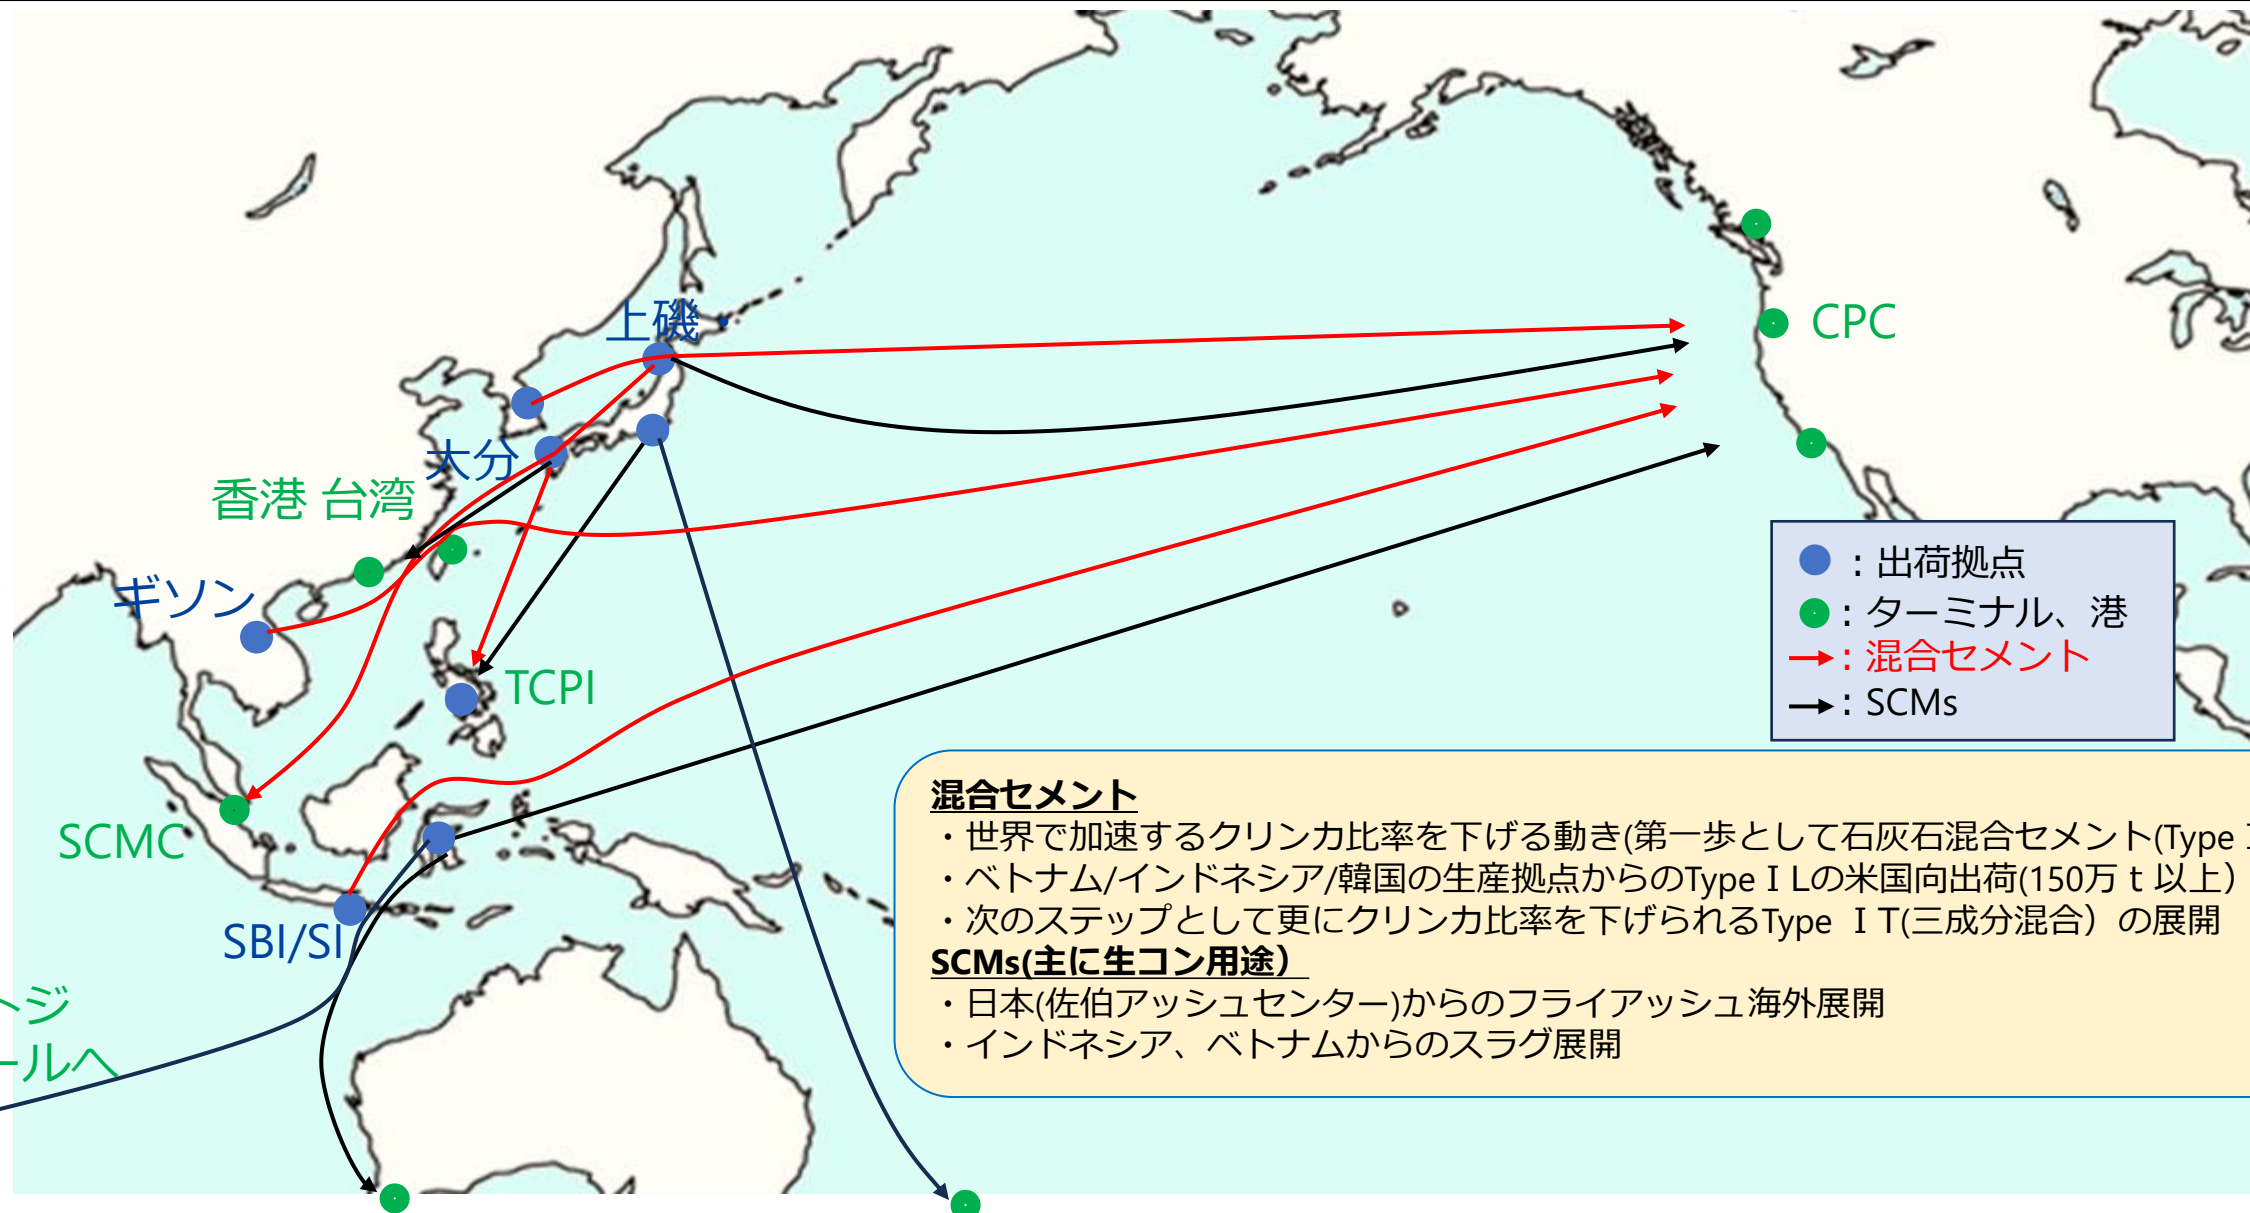 上磯
CPC
大分
香港 台湾
ギソン
TCPI
SCMC
SBI/SI
トジ
ールへ
：出荷拠点
：ターミナル、港
：混合セメント
：SCMs
混合セメント
・世界で加速するクリンカ比率を下げる動き(第一歩として石灰石混合セメント(Type
・ベトナム/インドネシア/韓国の生産拠点からのType I Lの米国向出荷(150万ｔ以上）
・次のステップとして更にクリンカ比率を下げられるType I T(三成分混合）の展開
SCMs(主に生コン用途）
・日本(佐伯アッシュセンター)からのフライアッシュ海外展開
・インドネシア、ベトナムからのスラグ展開